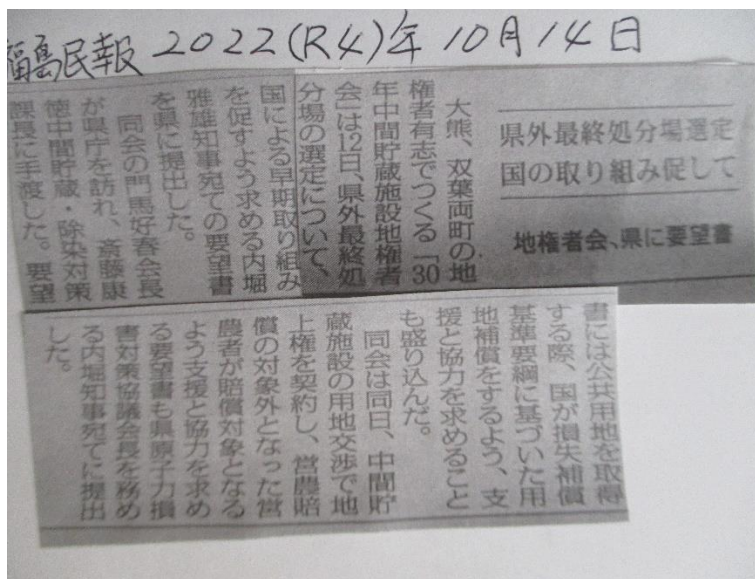 福島民報 2022(R4)年 10月14日
県外最終処分場選定
国の取り組み促して
地権者会、県に要望書
大熊、双葉両町の地
権者有志でつくる「30
年中間貯蔵施設地権者
会」は12日、県外最終処
分場の選定について、
国による早期取り組み
を促すよう求める内堀
雅雄知事宛ての要望書
を県に提出した。
同会の門馬好春会長
が県庁を訪れ、斎藤康
徳中間貯蔵・除染対策
課長に手渡した。要望
書には公共用地を取得
する際、国が損失補償
基準要綱に基づいた用
地補償をするよう、支
援と協力を求めること
も盛り込んだ。
同会は同日、中間貯
蔵施設の用地交渉で地
上権を契約し、営農賠
償の対象外となった営
農者が賠償対象となる
よう支援と協力を求め
る要望書も県原子力損
害対策協議会長を務め
る内堀知事宛てに提出
した。